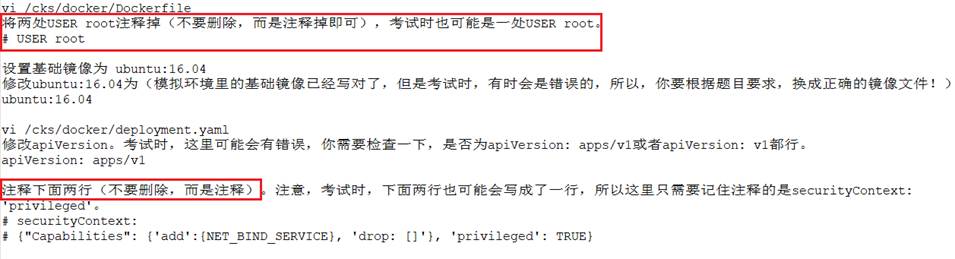 vi /cks/docker/Dockerfile
将两处USER root注释掉（不要删除，而是注释掉即可），考试时也可能是一处USER root。
# USER root
设置基础镜像为 ubuntu:16.04
修改ubuntu:16.04为（模拟环境里的基础镜像已经写对了，但是考试时，有时会是错误的，所以，你要根据题目要求，换成正确的镜像文件！）
ubuntu:16.04
vi /cks/docker/deployment.yaml
修改apiVersion。考试时，这里可能会有错误，你需要检查一下，是否为apiVersion: apps/v1或者apiVersion: v1都行。
apiVersion: apps/v1
注释下面两行（不要删除，而是注释）。注意，考试时，下面两行也可能会写成了一行，所以这里只需要记住注释的是securityContext:
'privileged'。
# securityContext:
# {"Capabilities": {'add':{NET_BIND_SERVICE}, 'drop: []'}, 'privileged': TRUE}